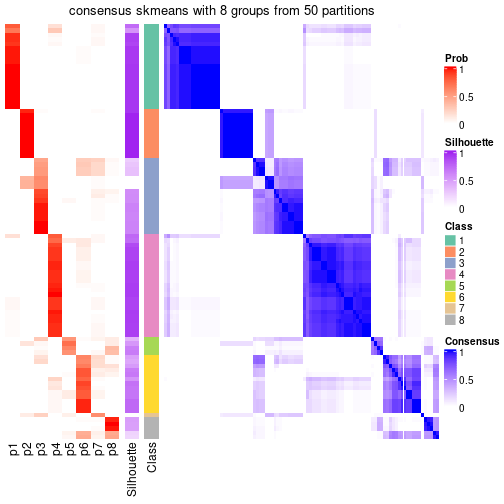 consensus skmeans with 8 groups from 50 partitions
Prob
1
0.5
0
Silhouette
1
0.5
0
Class
1
2
3
4
5
6
7
8
Consensus
1
0.5
0
p1
p2
p3
p4
p5
p6
p7
p8
Silhouette
Class